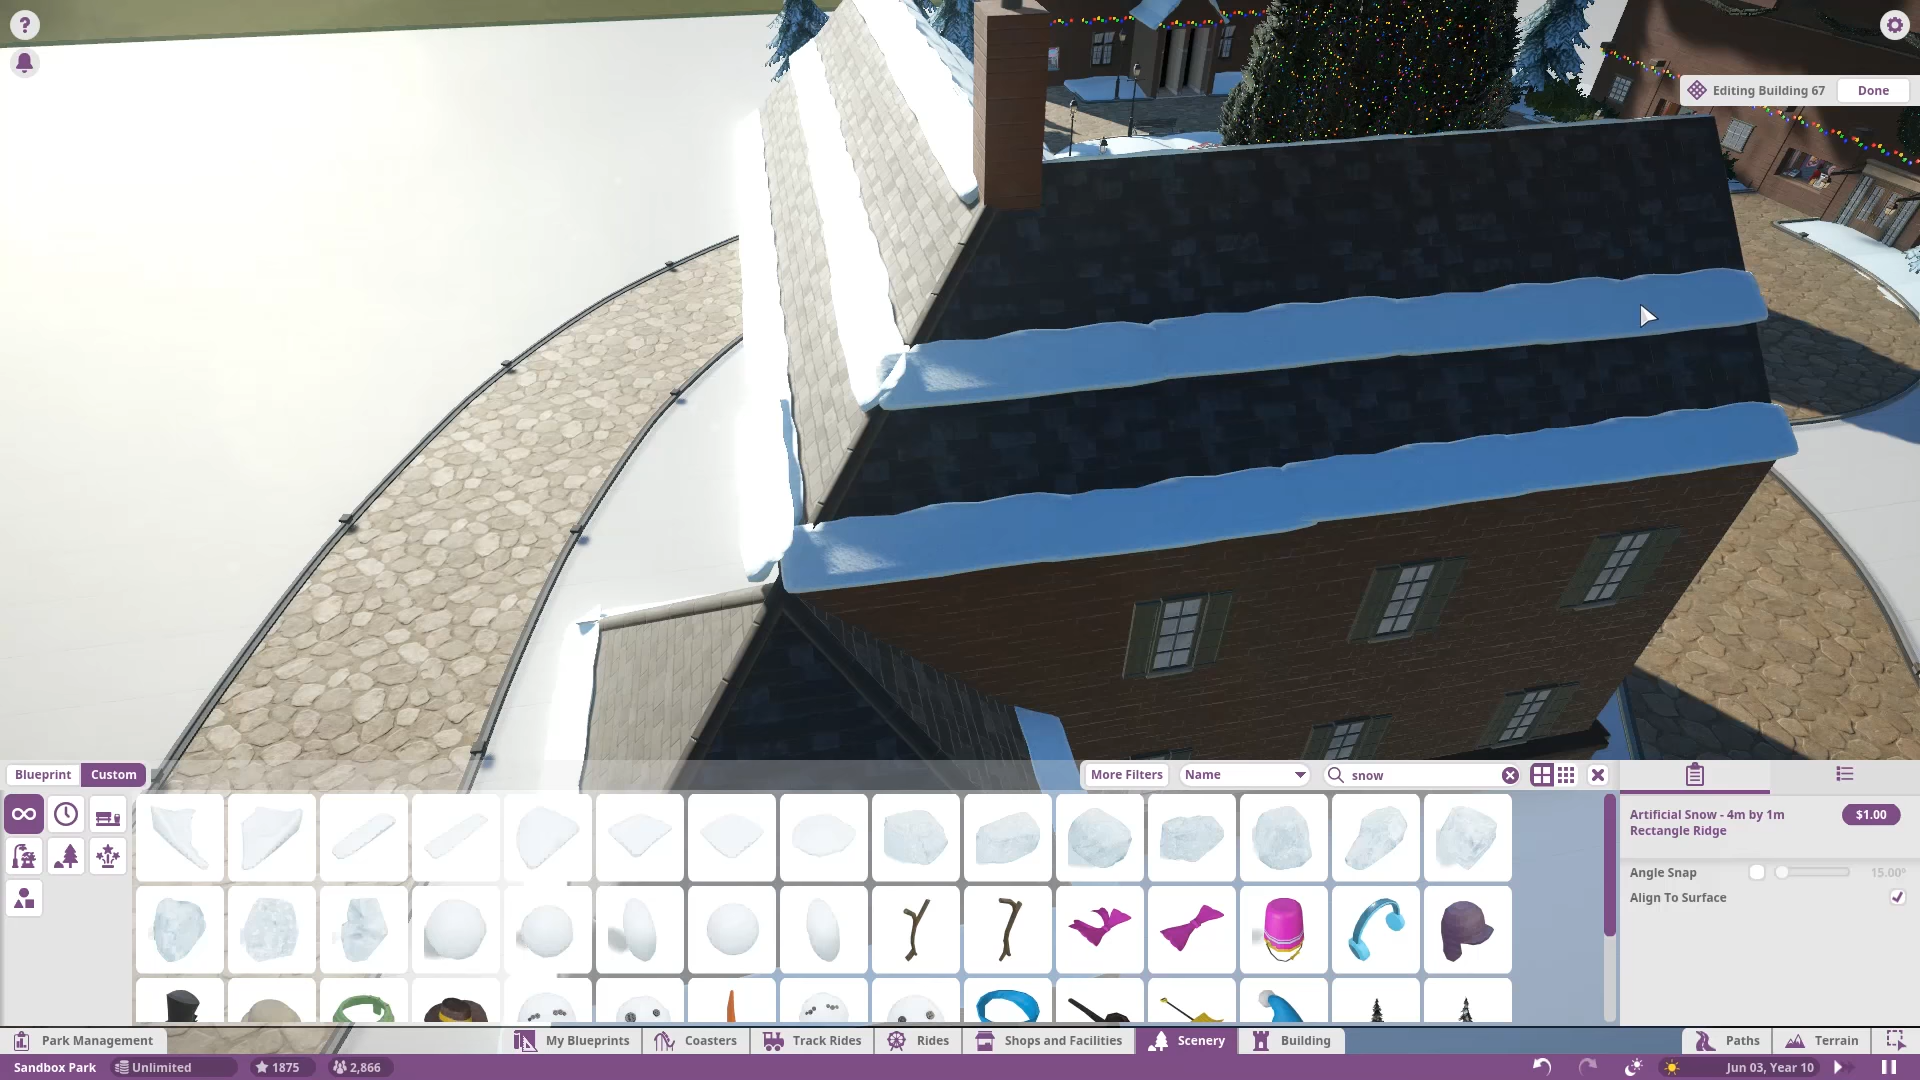 ?
Editing Building 67
Done
Blueprint
Custom
More Filters
Name
snow
Artificial Snow - 4m by 1m
Rectangle Ridge
$1.00
Angle Snap
15.00°
Align To Surface
Park Management
My Blueprints
Coasters
Track Rides
Rides
Shops and Facilities
Scenery
Building
Paths
Terrain
Sandbox Park
Unlimited
1875
2,866
Jun 03, Year 10